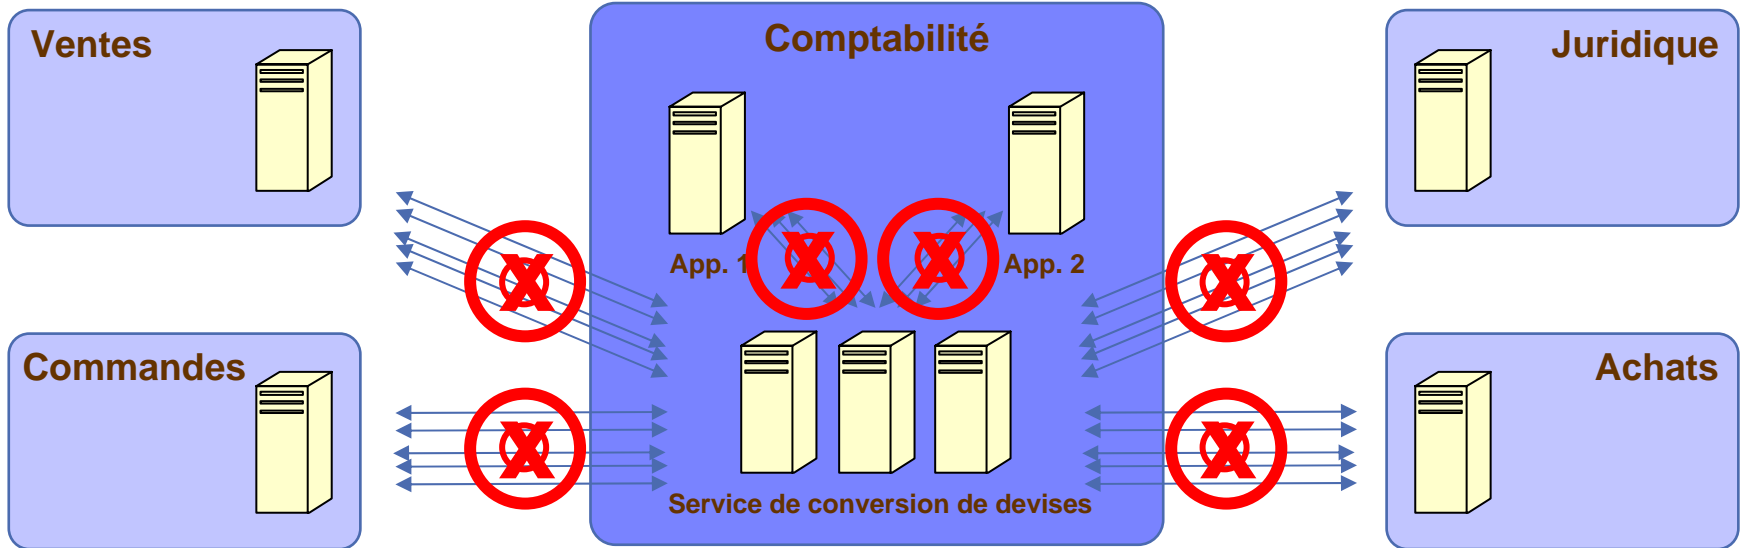 Ventes
Comptabilité
Juridique
App. 1
App. 2
X
X
X
X
Commandes
Achats
X
X
Service de conversion de devises